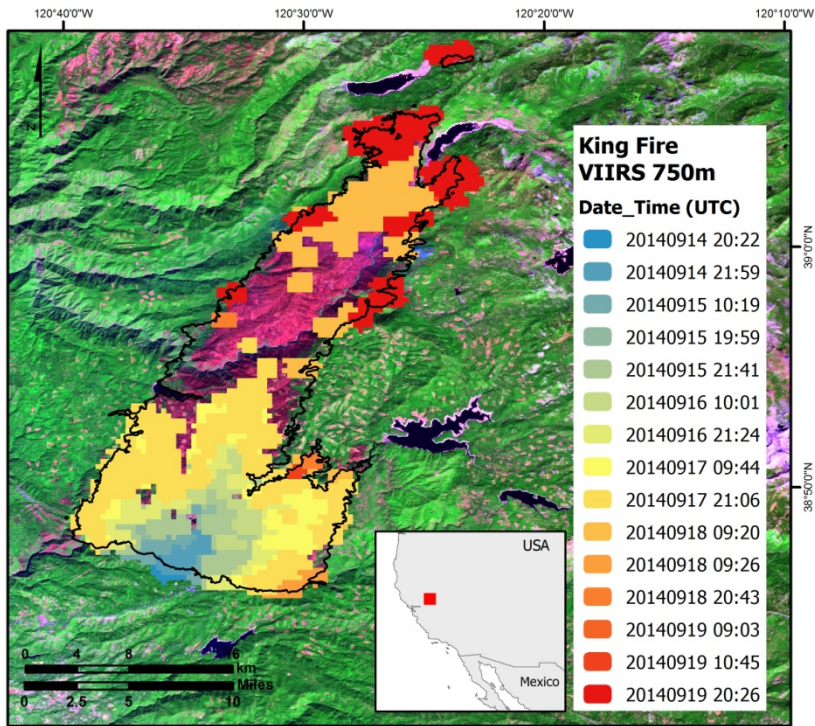 120°40'0"W 120°30'0"W 120°20'0"W 120°10'0"W
N
39°0'0"N
38°50'0"N
King Fire
VIIRS 750m
Date_Time (UTC)
20140914 20:22
20140914 21:59
20140915 10:19
20140915 19:59
20140915 21:41
20140916 10:01
20140916 21:24
20140917 09:44
20140917 21:06
20140918 09:20
20140918 09:26
20140918 20:43
20140919 09:03
20140919 10:45
20140919 20:26
USA
Mexico
0 4 8 16
km
Miles
0 2.5 5 10